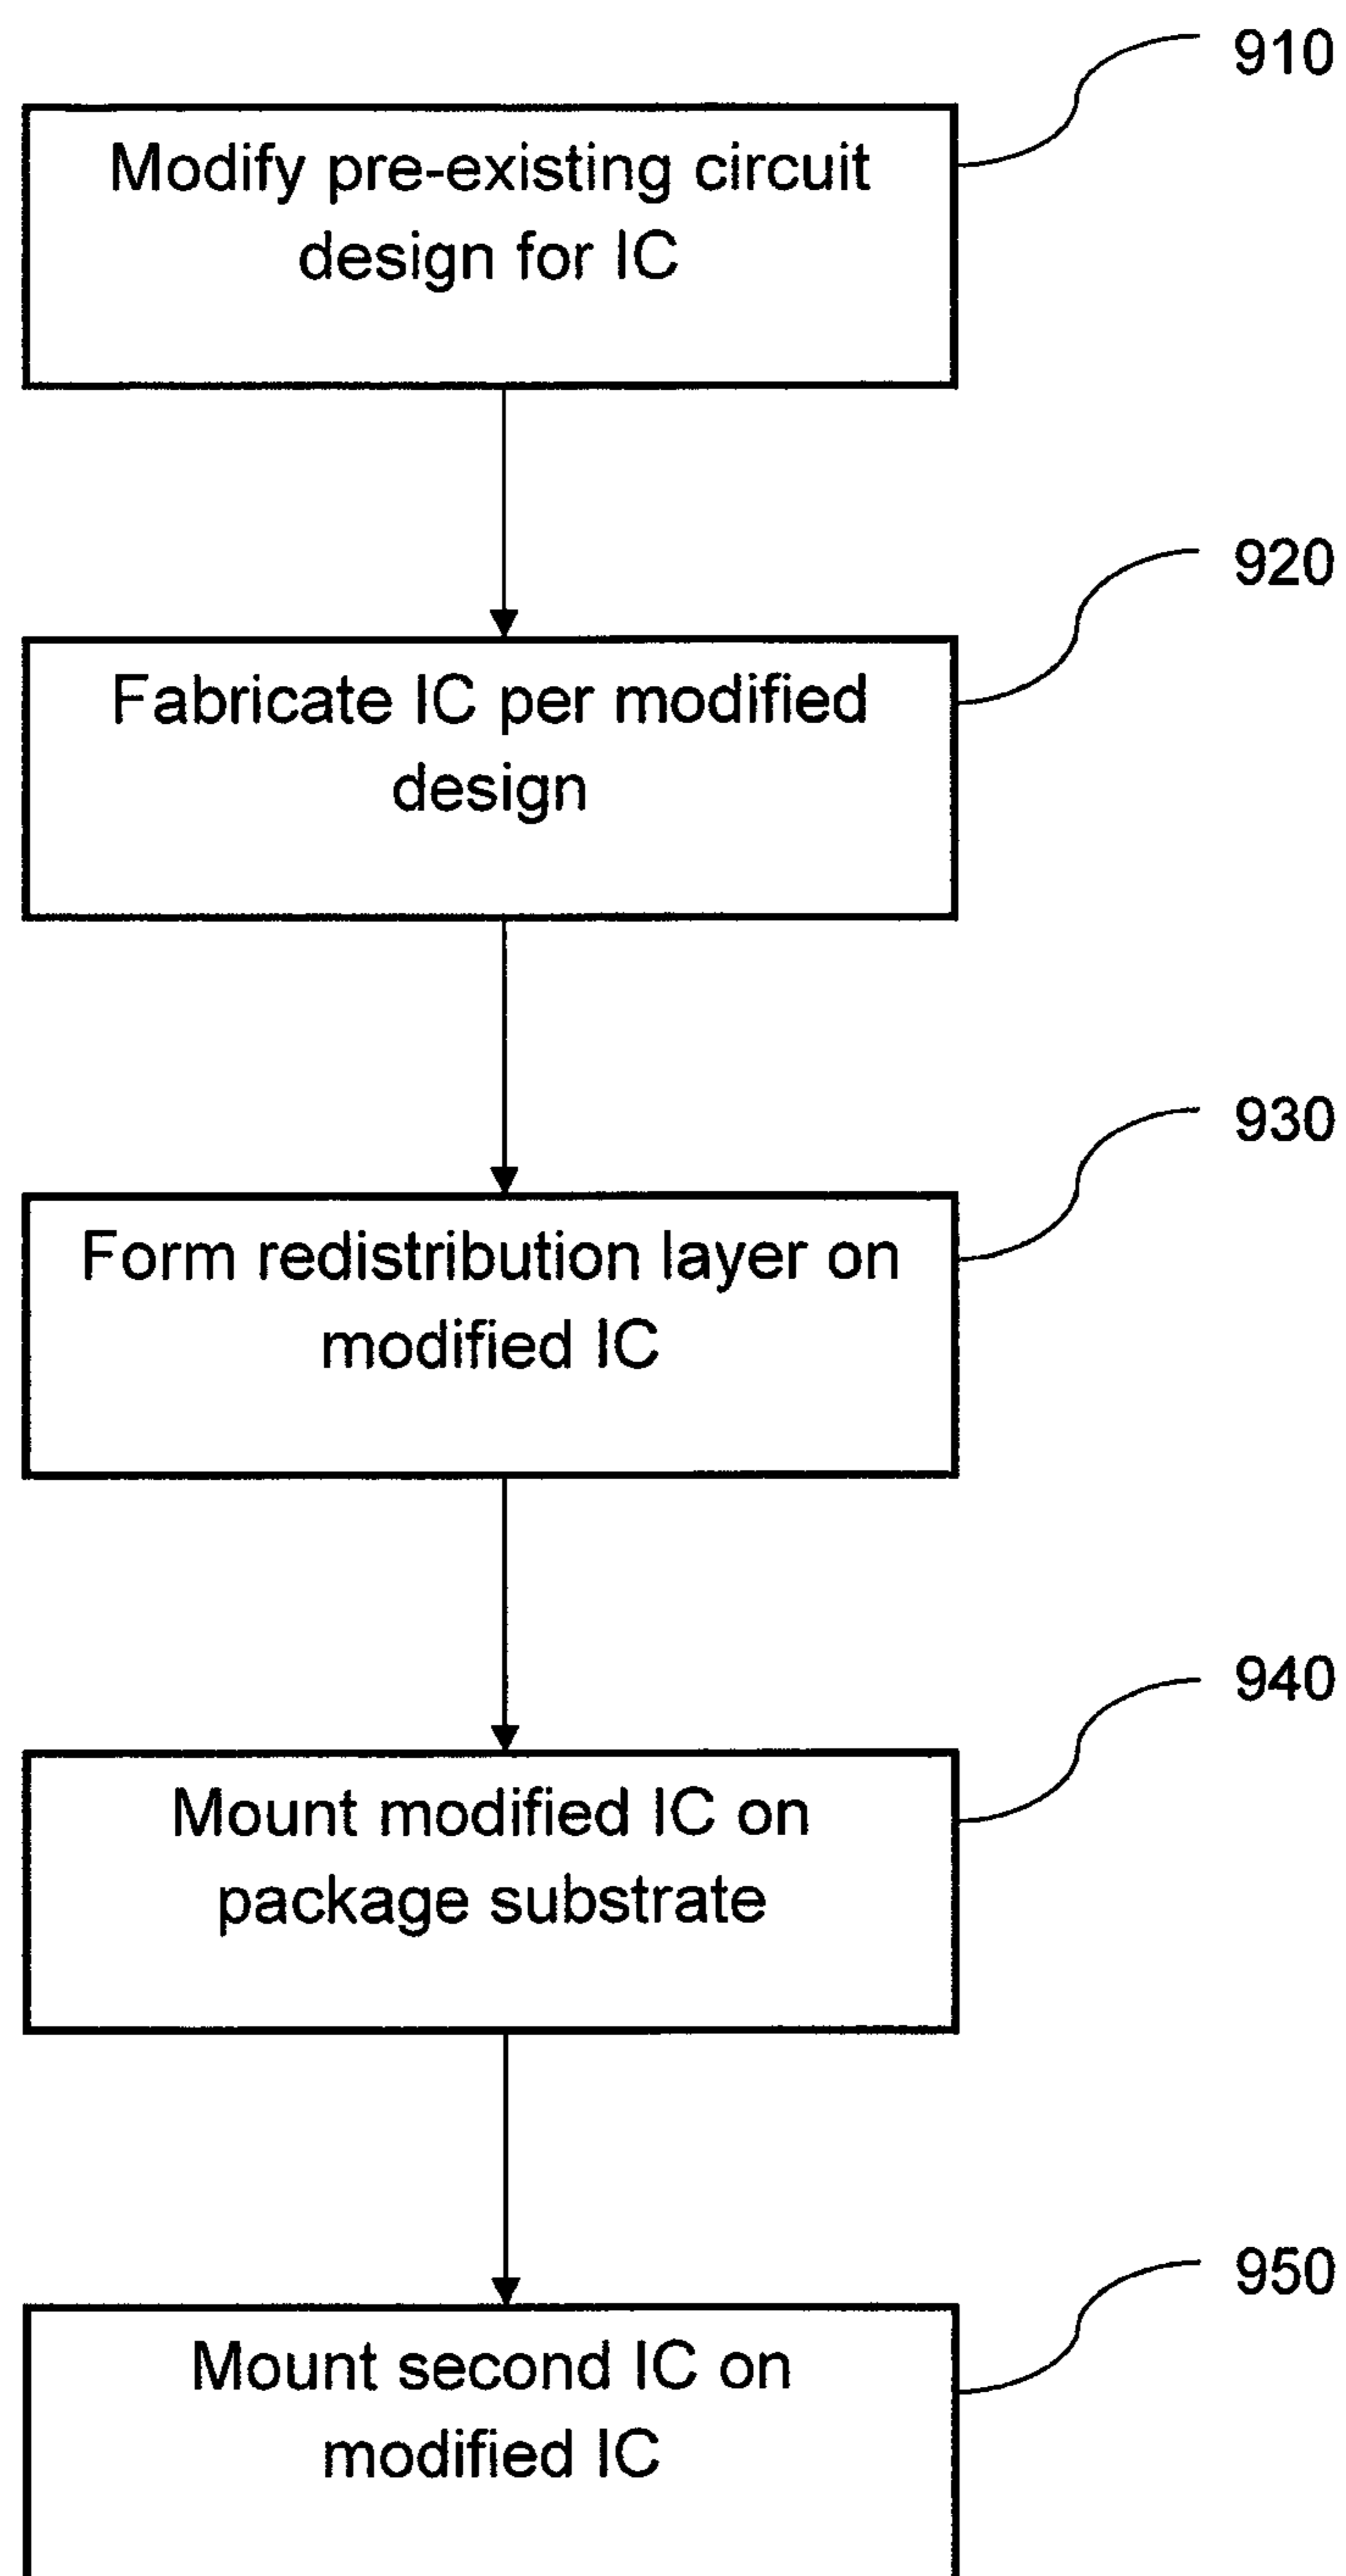 910
Modify pre-existing circuit
design for IC
920
Fabricate IC per modified
design
930
Form redistribution layer on
modified IC
940
Mount modified IC on
package substrate
950
Mount second IC on
modified IC